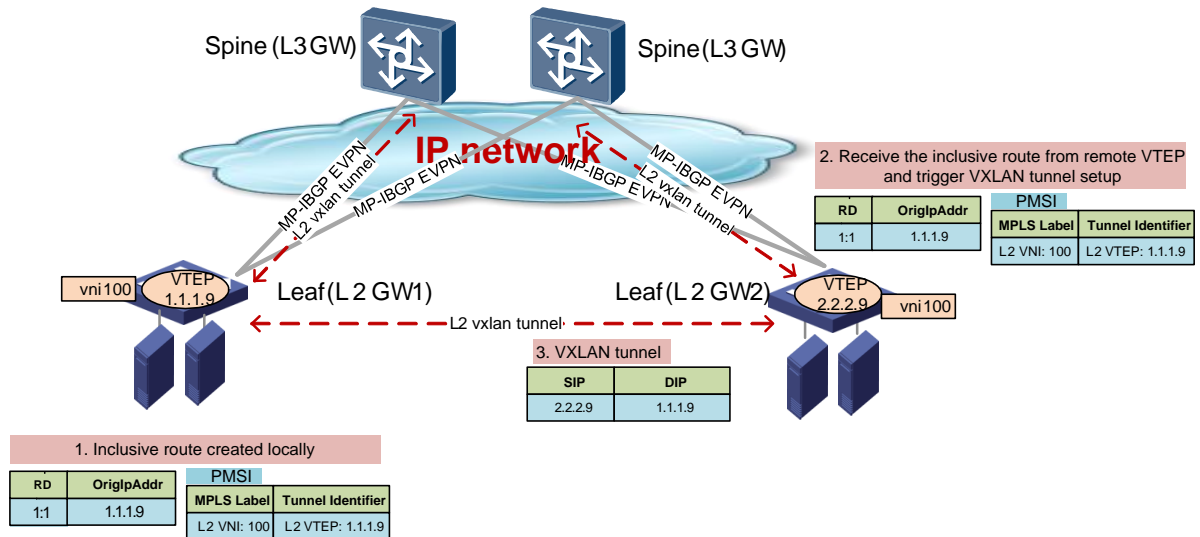 Spine (L3 GW)
Spine (L3 GW)
IP network
MP-IBGP EVPN
L2 vxlan tunnel
MP-IBGP EVPN
MP-IBGP EVPN
L2 vxlan tunnel
MP-IBGP EVPN
2. Receive the inclusive route from remote VTEP
and trigger VXLAN tunnel setup
RD OrigIpAddr
1:1 1.1.1.9
PMSI
MPLS Label Tunnel Identifier
L2 VNI: 100 L2 VTEP: 1.1.1.9
vni100
VTEP
1.1.1.9
Leaf (L 2 GW1)
Leaf (L 2 GW2)
VTEP
2.2.2.9
vni100
L2 vxlan tunnel
3. VXLAN tunnel
SIP DIP
2.2.2.9 1.1.1.9
1. Inclusive route created locally
RD OrigIpAddr
1:1 1.1.1.9
PMSI
MPLS Label Tunnel Identifier
L2 VNI: 100 L2 VTEP: 1.1.1.9